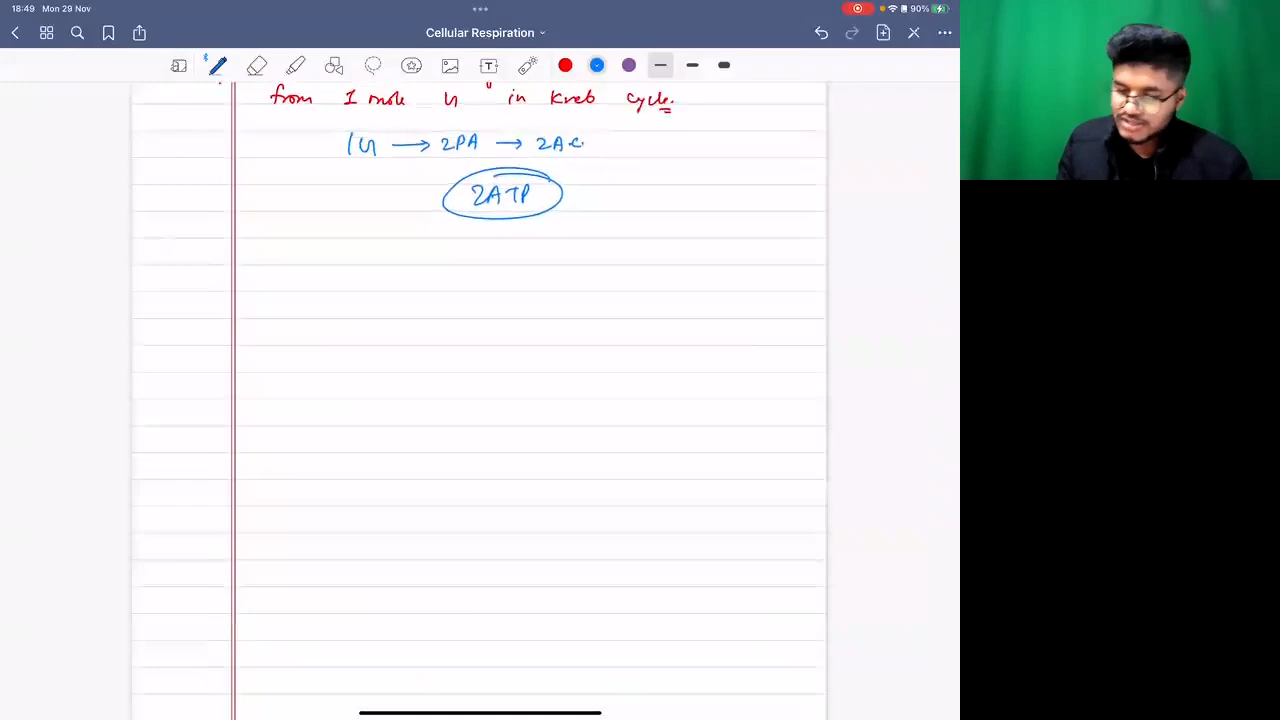 18:49 Mon 29 Nov
90%
Cellular Respiration
T
from 1 mole G in Kreb cycle.
1G → 2PA → 2AC
2ATP